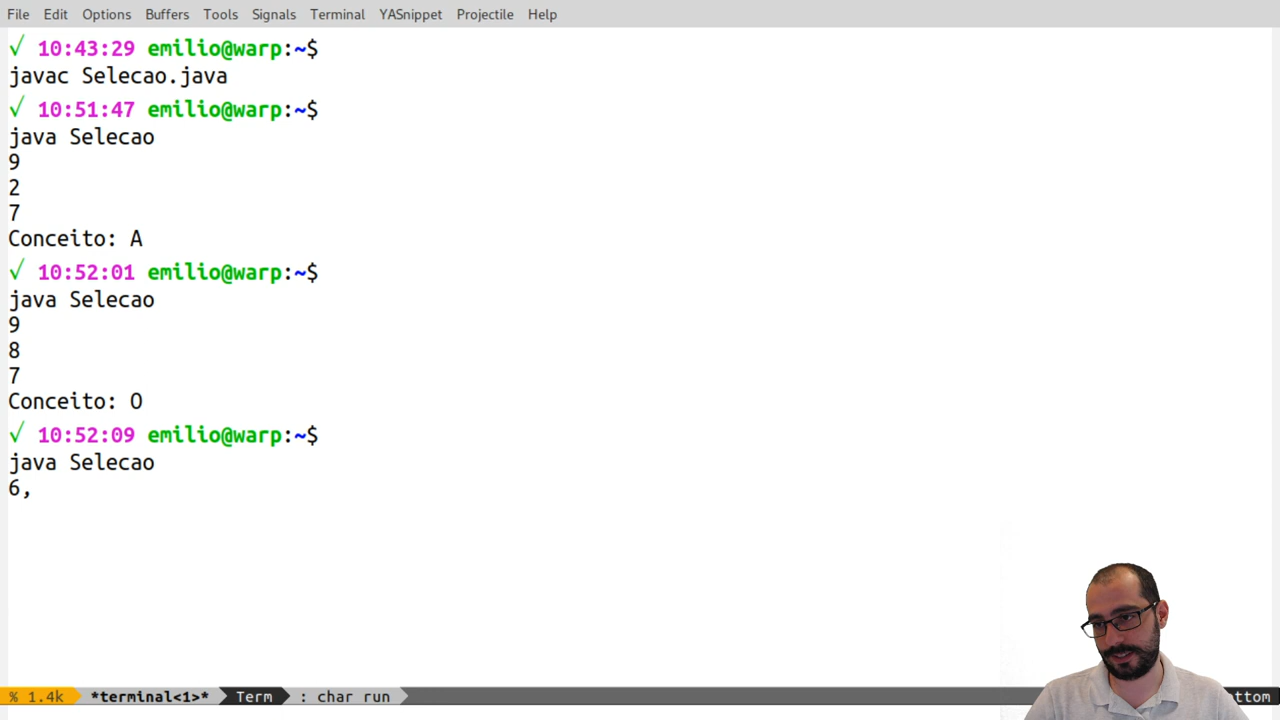 File Edit Options Buffers Tools Signals Terminal YASnippet Projectile Help
√ 10:43:29 emilio@warp:~$
javac Selecao.java
√ 10:51:47 emilio@warp:~$
java Selecao
9
2
7
Conceito: A
√ 10:52:01 emilio@warp:~$
java Selecao
9
8
7
Conceito: O
√ 10:52:09 emilio@warp:~$
java Selecao
6,
% 1.4k *terminal<1>* Term : char run ttom